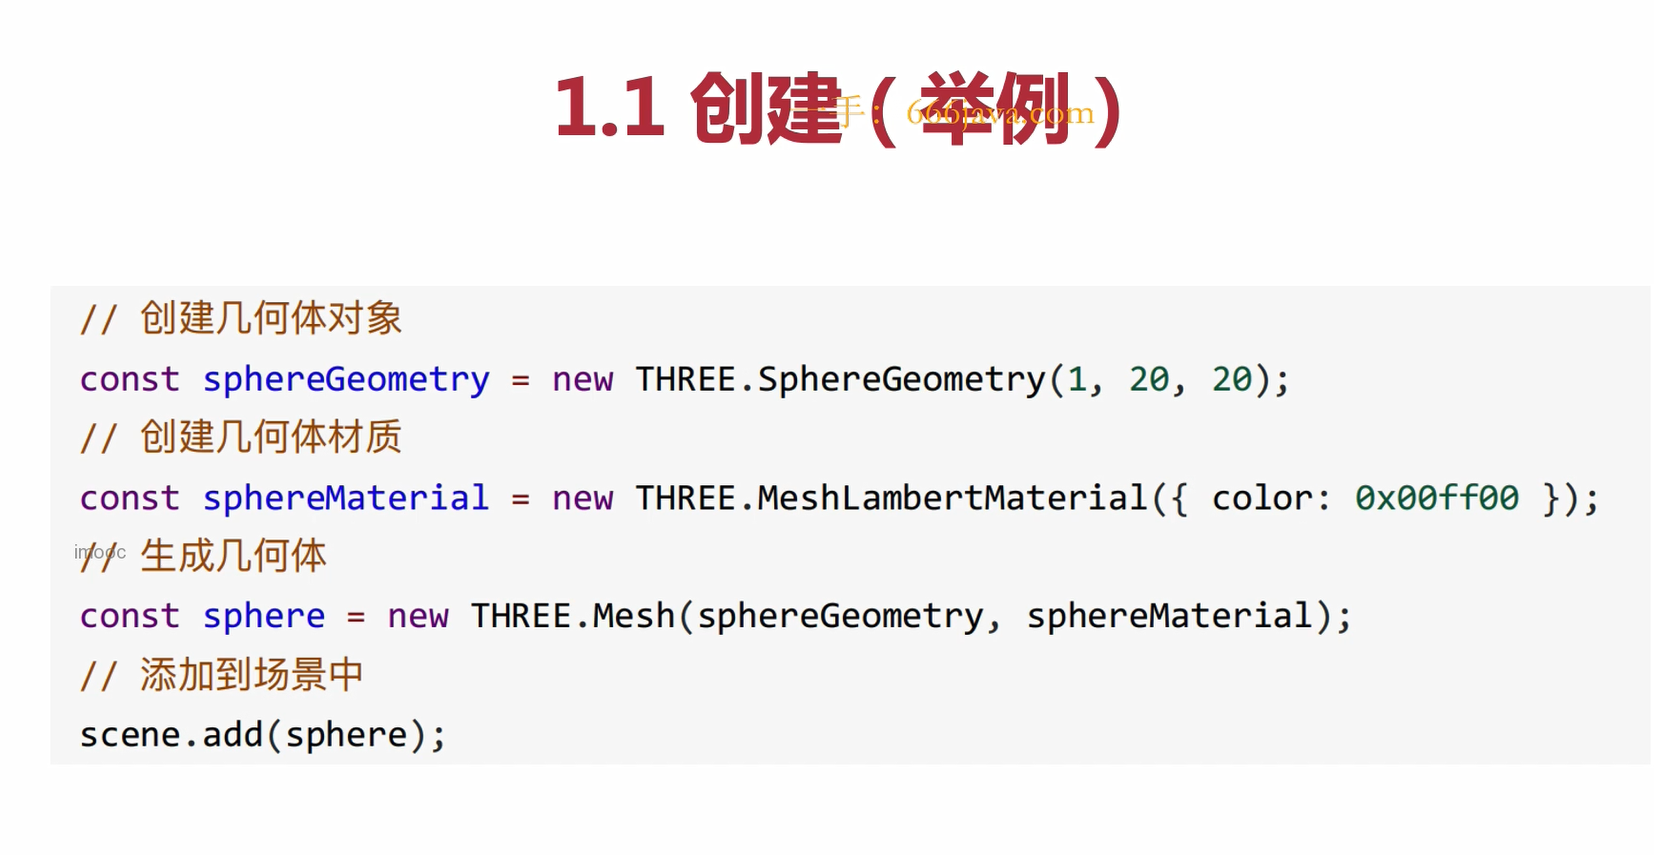 1.1 创建（举例）
手： 666java.com
// 创建几何体对象
const sphereGeometry = new THREE.SphereGeometry(1, 20, 20);
// 创建几何体材质
const sphereMaterial = new THREE.MeshLambertMaterial({ color: 0x00ff00 });
imooc
// 生成几何体
const sphere = new THREE.Mesh(sphereGeometry, sphereMaterial);
// 添加到场景中
scene.add(sphere);